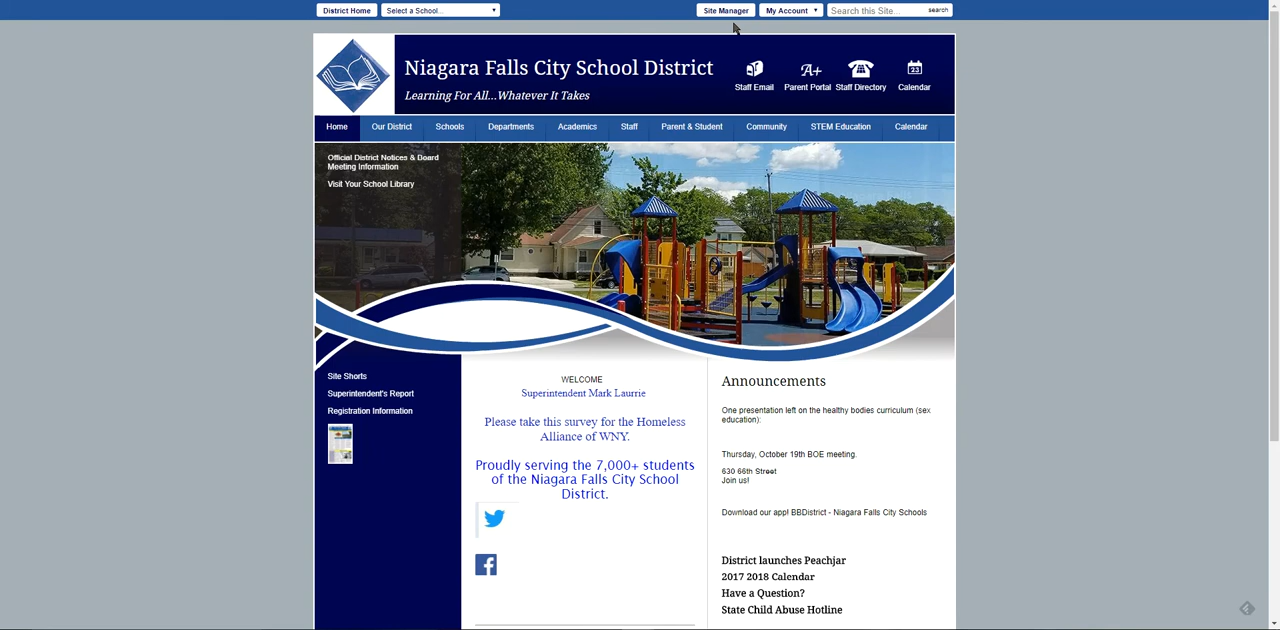 District Home
Select a School...
Site Manager
My Account
Search this Site...
search
Niagara Falls City School District
Learning For All...Whatever It Takes
Staff Email
Parent Portal
Staff Directory
23
Calendar
A+
Home
Our District
Schools
Departments
Academics
Staff
Parent & Student
Community
STEM Education
Calendar
Official District Notices & Board
Meeting Information
Visit Your School Library
Site Shorts
Superintendent's Report
Registration Information
WELCOME
Superintendent Mark Laurrie
Please take this survey for the Homeless
Alliance of WNY.
Proudly serving the 7,000+ students
of the Niagara Falls City School
District.
Announcements
One presentation left on the healthy bodies curriculum (sex
education):
Thursday, October 19th BOE meeting.
630 66th Street
Join us!
Download our app! BBDistrict - Niagara Falls City Schools
District launches Peachjar
2017 2018 Calendar
Have a Question?
State Child Abuse Hotline